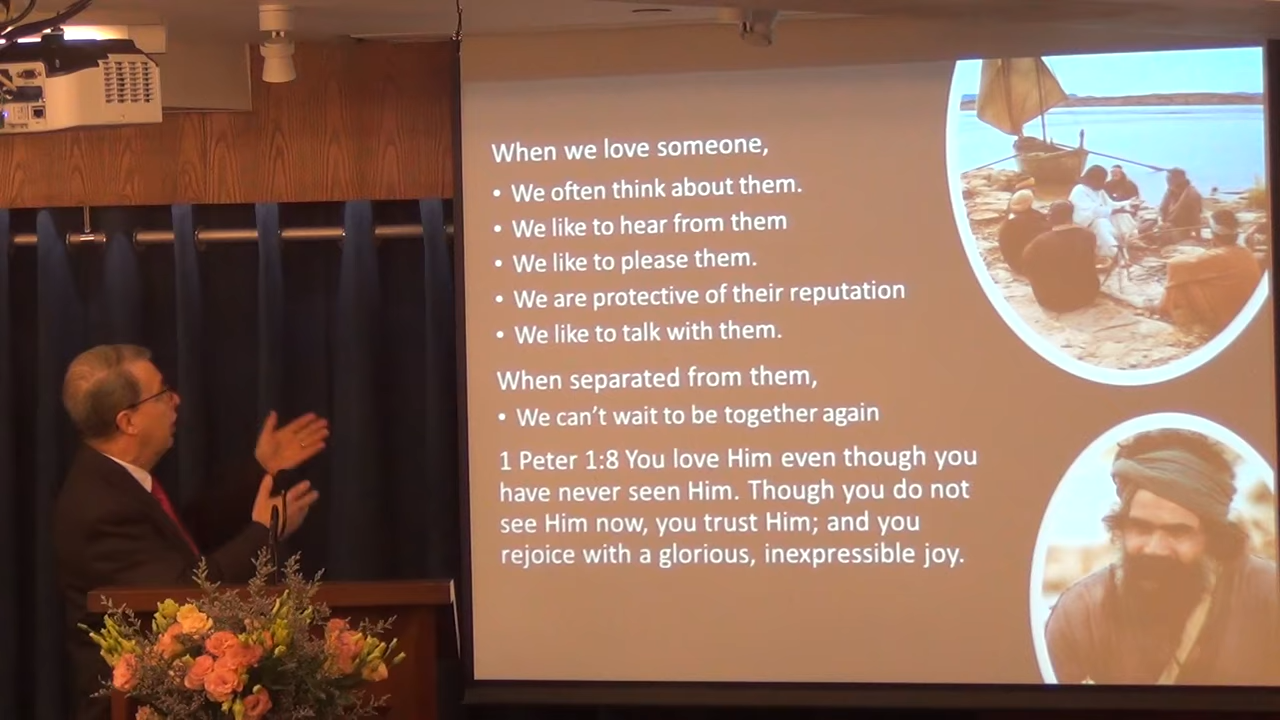 When we love someone,
• We often think about them.
• We like to hear from them
• We like to please them.
• We are protective of their reputation
• We like to talk with them.
When separated from them,
• We can't wait to be together again
1 Peter 1:8 You love Him even though you
have never seen Him. Though you do not
see Him now, you trust Him; and you
rejoice with a glorious, inexpressible joy.